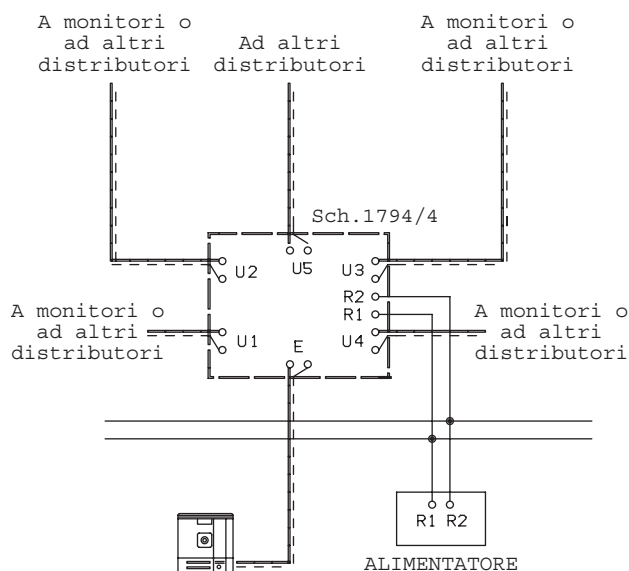 A monitori o
ad altri
distributori
Ad altri
distributori
A monitori o
ad altri
distributori
Sch.1794/4
U2
U5
U3
R2
R1
A monitori o
ad altri
distributori
U1
E
U4
A monitori o
ad altri
distributori
R1 R2
ALIMENTATORE